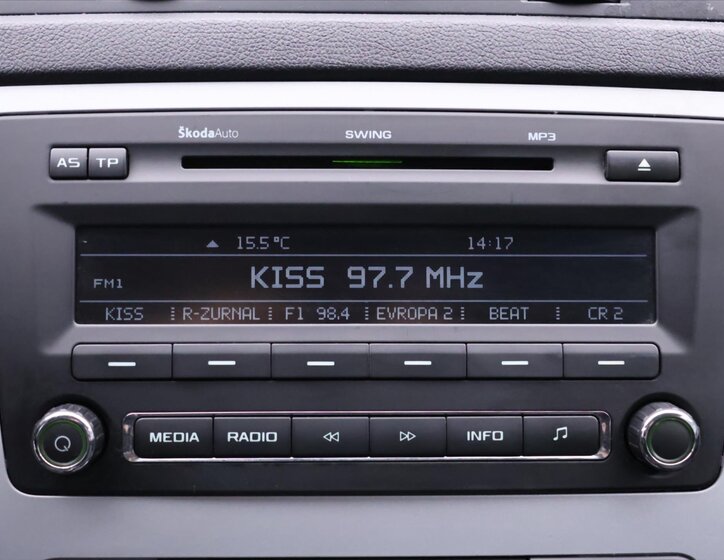 ŠkodaAuto SWING MP3
AS TP
15.5°C 14:17
FM1 KISS 97.7 MHz
KISS R-ZURNAL F1 98.4 EVROPA 2 BEAT CR 2
MEDIA RADIO INFO